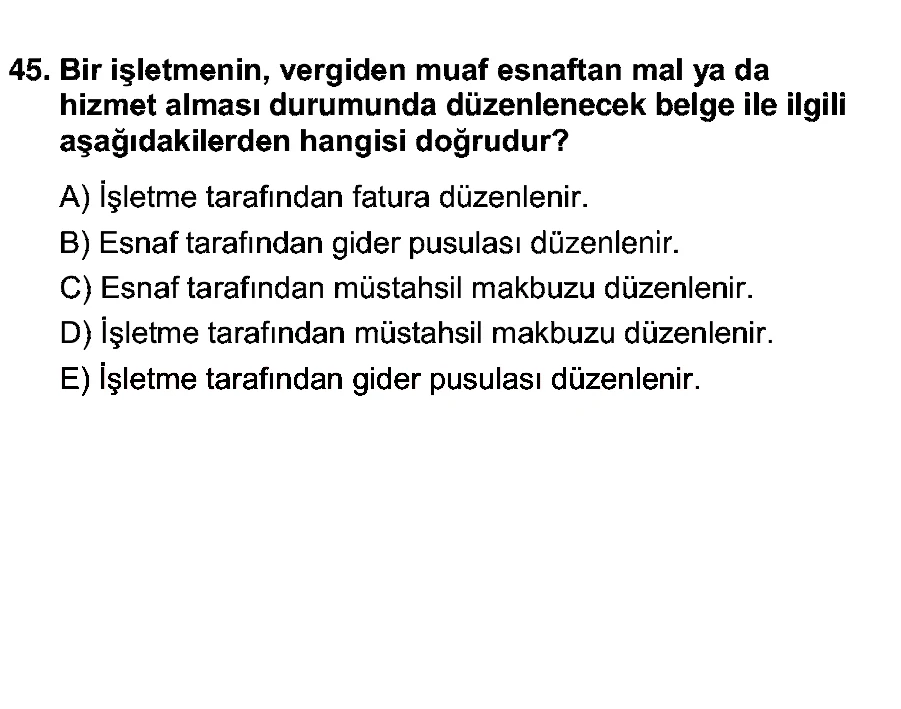 45. Bir işletmenin, vergiden muaf esnaftan mal ya da
hizmet alması durumunda düzenlenecek belge ile ilgili
aşağıdakilerden hangisi doğrudur?
A) İşletme tarafından fatura düzenlenir.
B) Esnaf tarafından gider pusulası düzenlenir.
C) Esnaf tarafından müstahsil makbuzu düzenlenir.
D) İşletme tarafından müstahsil makbuzu düzenlenir.
E) İşletme tarafından gider pusulası düzenlenir.